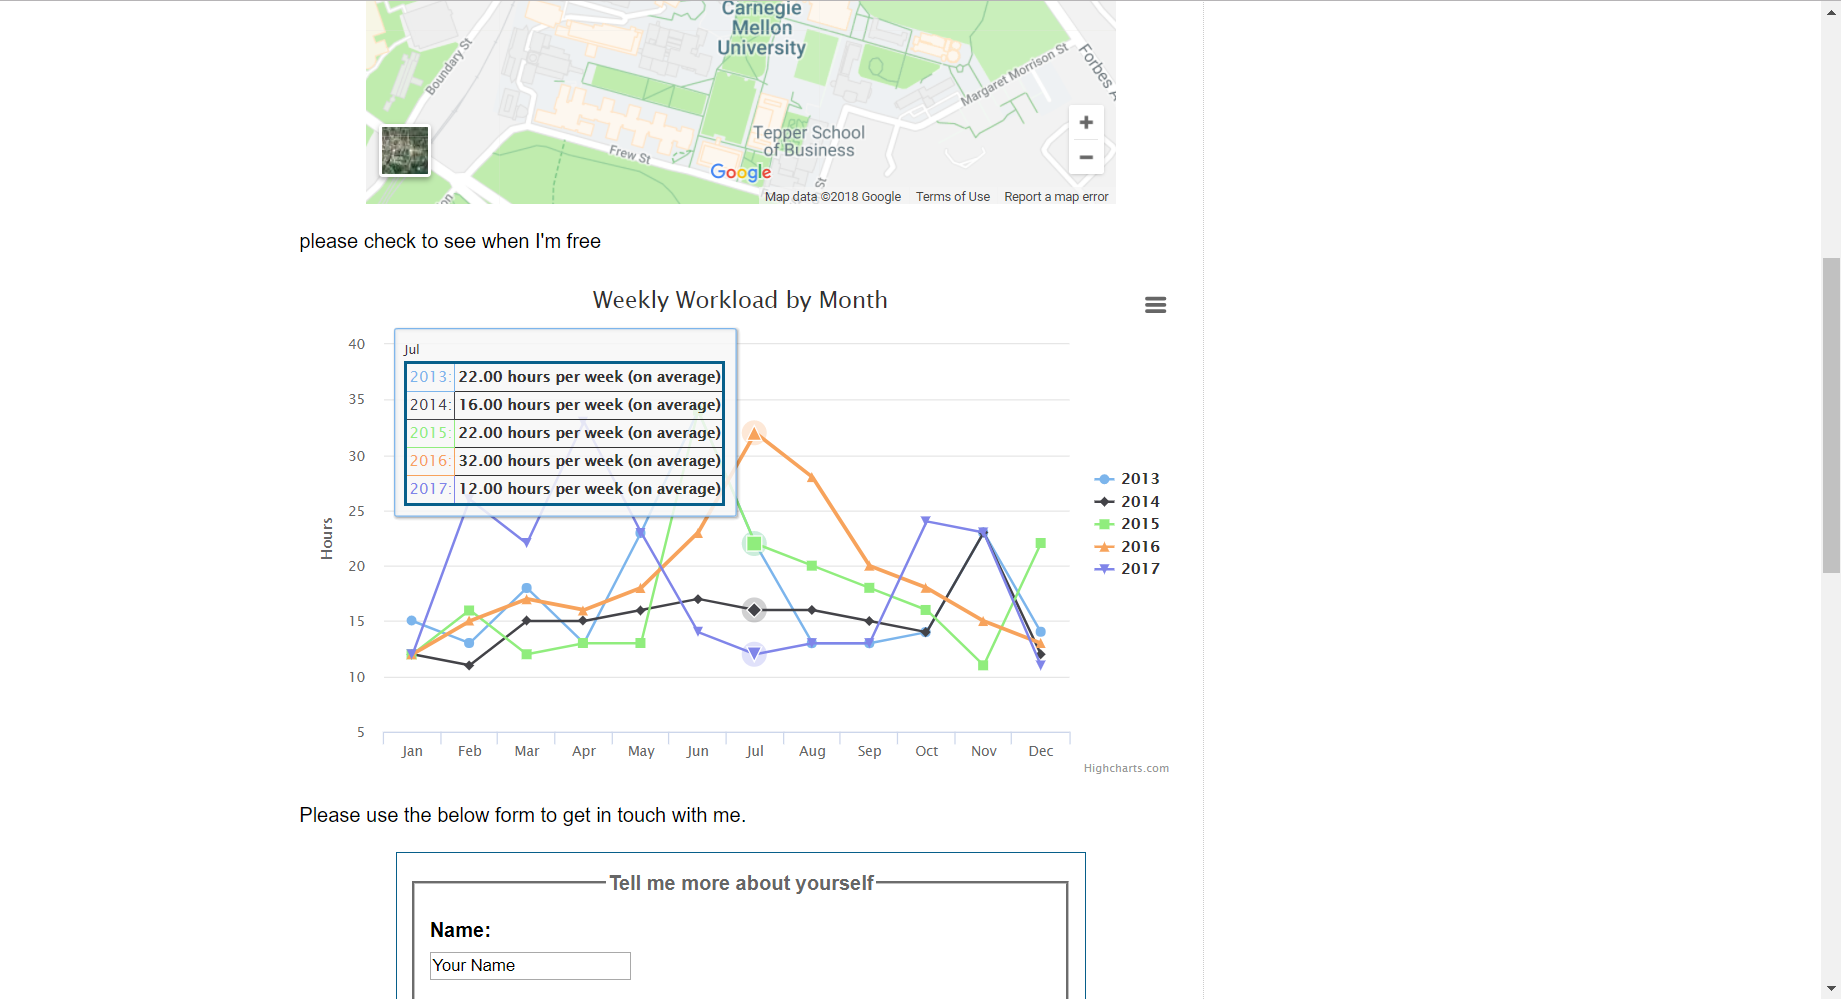 Carnegie
Mellon
University
Boundary St
Margaret Morrison St
Forbes
Tepper School
of Business
Frew St
Google
St
Map data ©2018 Google Terms of Use Report a map error
please check to see when I'm free
Weekly Workload by Month
Jul
2013: 22.00 hours per week (on average)
2014: 16.00 hours per week (on average)
2015: 22.00 hours per week (on average)
2016: 32.00 hours per week (on average)
2017: 12.00 hours per week (on average)
40
35
30
25
20
15
10
5
Hours
2013
2014
2015
2016
2017
Jan Feb Mar Apr May Jun Jul Aug Sep Oct Nov Dec
Highcharts.com
Please use the below form to get in touch with me.
Tell me more about yourself
Name:
Your Name